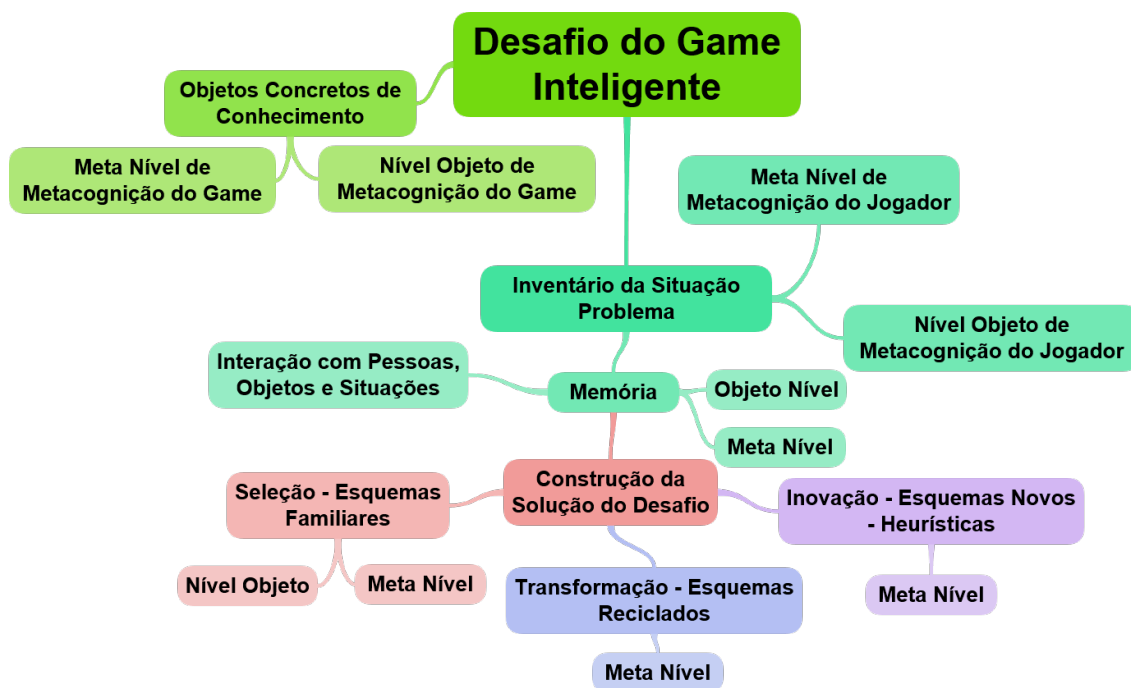 Desafio do Game
Inteligente
Objetos Concretos de
Conhecimento
Meta Nível de
Metacognição do Game
Nível Objeto de
Metacognição do Game
Meta Nível de
Metacognição do Jogador
Inventário da Situação
Problema
Nível Objeto de
Metacognição do Jogador
Interação com Pessoas,
Objetos e Situações
Memória
Objeto Nível
Meta Nível
Construção da
Solução do Desafio
Seleção - Esquemas
Familiares
Inovação - Esquemas Novos
- Heurísticas
Nível Objeto
Meta Nível
Transformação - Esquemas
Reciclados
Meta Nível
Meta Nível